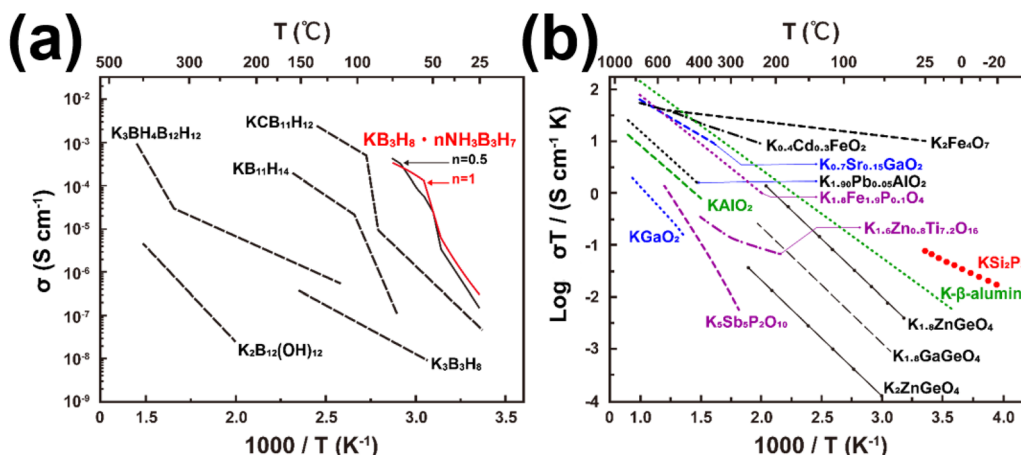 (a)
T (℃)
500 300 200 150 100 50 25
10⁻² 10⁻³ 10⁻⁴ 10⁻⁵ 10⁻⁶ 10⁻⁷ 10⁻⁸ 10⁻⁹
σ (S cm⁻¹)
K₃BH₄B₁₂H₁₂
KCB₁₁H₁₂
KB₁₁H₁₄
KB₃H₈・nNH₃B₃H₇
n=0.5
n=1
K₂B₁₂(OH)₁₂
K₃B₃H₈
0 1.5 2.0 2.5 3.0 3.5
1000 / T (K⁻¹)
(b)
T (℃)
1000 600 400 300 200 100 25 0 -20
2 1 0 -1 -2 -3 -4
Log σT / (S cm⁻¹ K)
K₂Fe₄O₇
K₀.₄Cd₀.₃FeO₂
K₀.₇Sr₀.₁₅GaO₂
K₁.₉₀Pb₀.₀₅AlO₂
K₁.₈Fe₁.₉P₀.₁O₄
KAlO₂
KGaO₂
K₁.₆Zn₀.₈Ti₇.₂O₁₆
KSi₂P
K-β-alumin
K₅Sb₅P₂O₁₀
K₁.₈ZnGeO₄
K₁.₈GaGeO₄
K₂ZnGeO₄
0 1.0 1.5 2.0 2.5 3.0 3.5 4.0
1000 / T (K⁻¹)